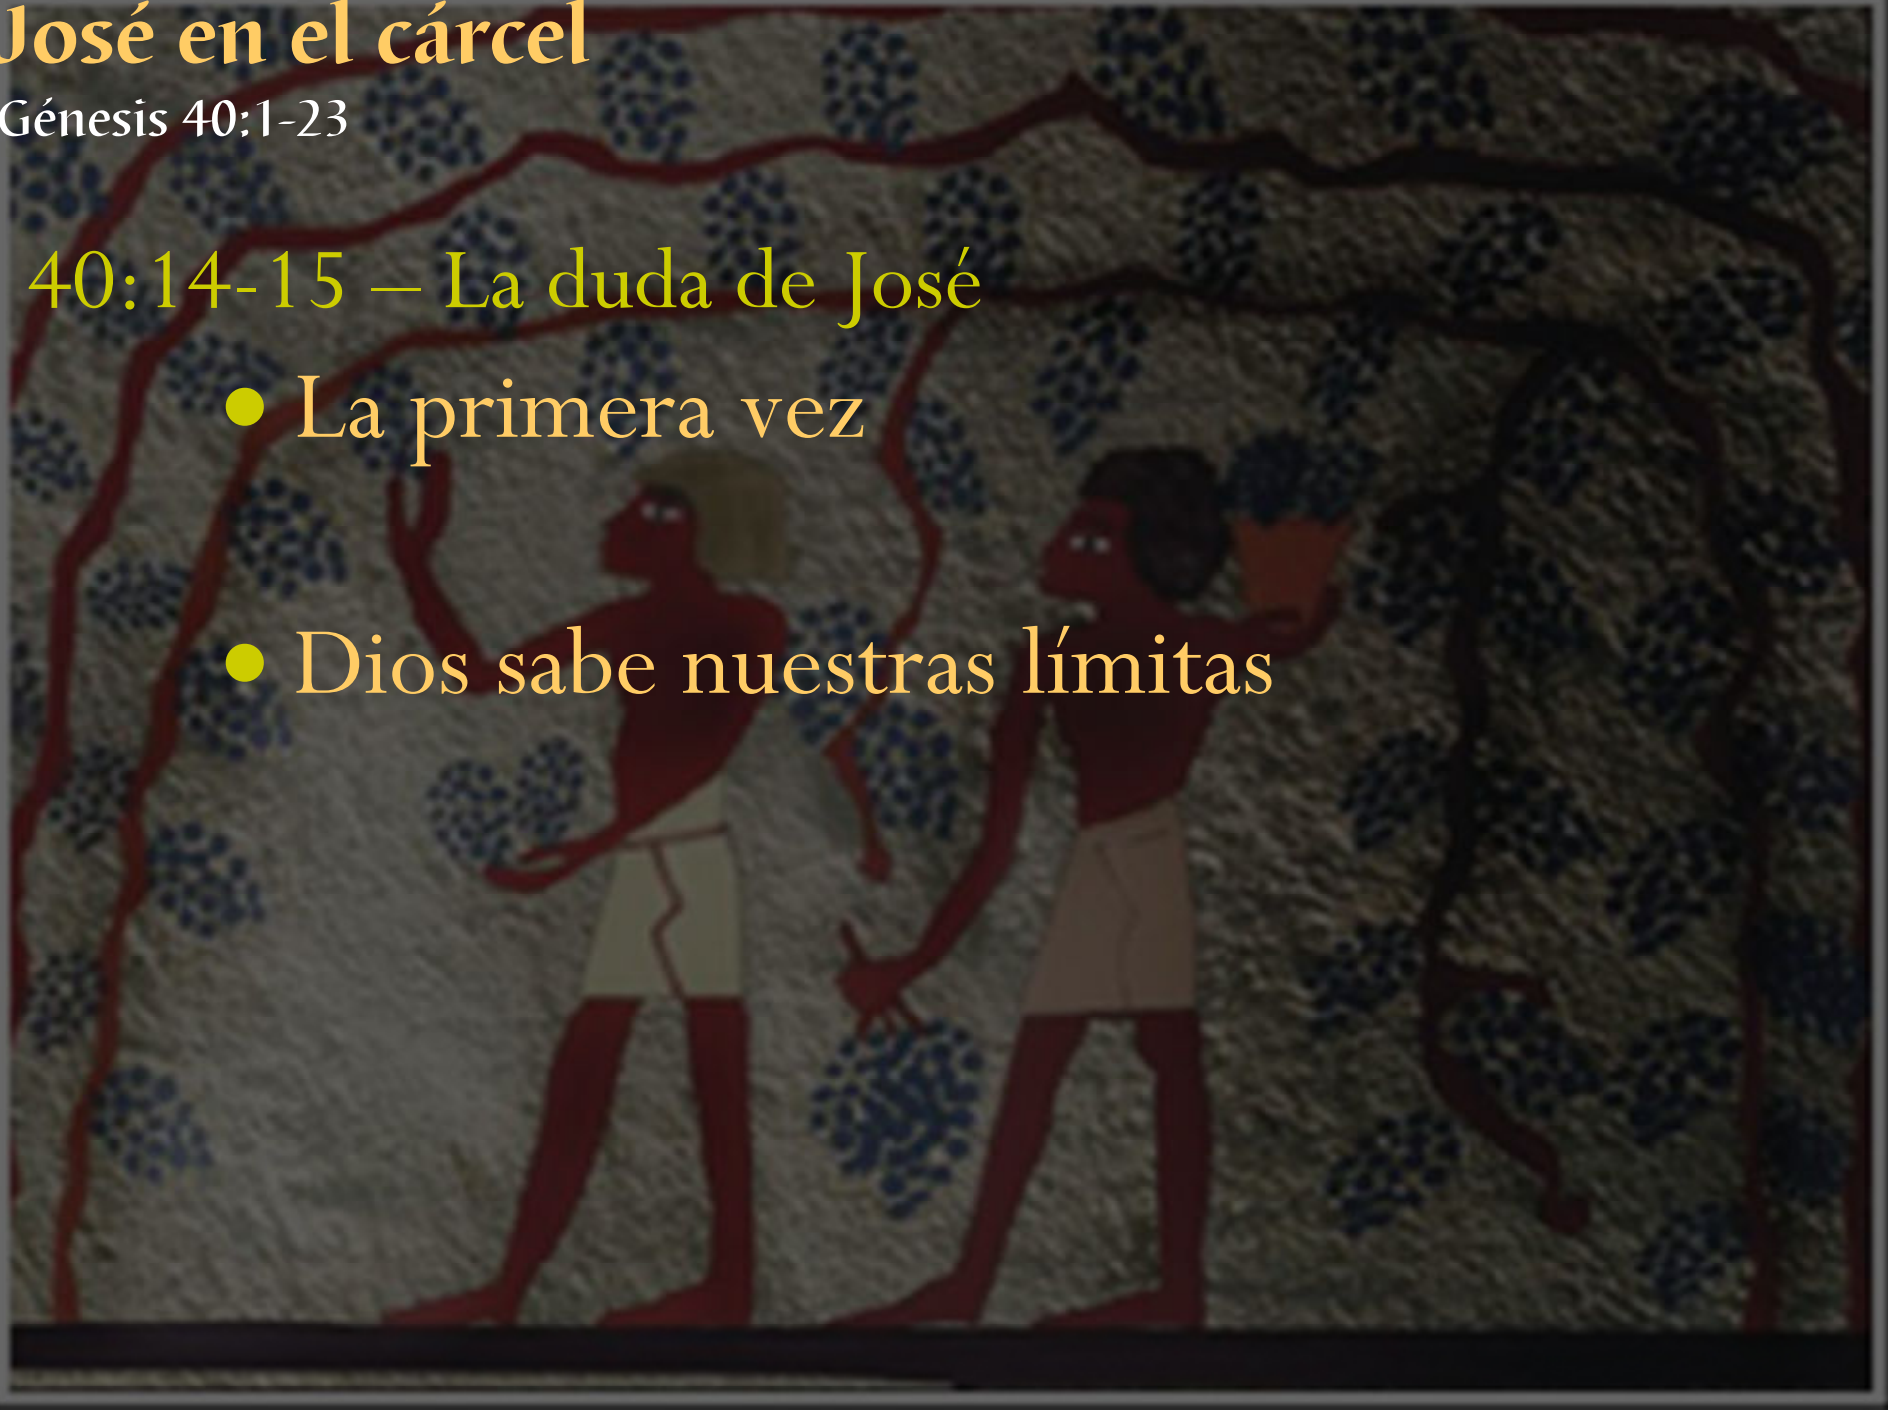 José en el cárcel
Génesis 40:1-23
40:14-15 – La duda de José
● La primera vez
● Dios sabe nuestras límitas